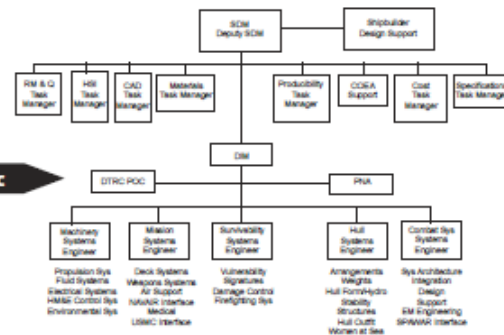 SDM
Deputy SDM
Shipbuilder
Design Support
RM & Q
Task
Manager
HSI
Task
Manager
CAD
Task
Manager
Materials
Task Manager
Producibility
Task
Manager
COEA
Support
Cost
Task
Manager
Specification
Task Manager
DIM
DTRC POC
PNA
Machinery
Systems
Engineer
Mission
Systems
Engineer
Survivability
Systems
Engineer
Hull
Systems
Engineer
Combat Sys
Systems
Engineer
Propulsion Sys
Fluid Systems
Electrical Systems
HM&E Control Sys
Environmental Sys
Deck Systems
Weapons Systems
Air Support
NAVAIR Interface
Medical
USMC Interface
Vulnerability
Signatures
Damage Control
Firefighting Sys
Arrangements
Weights
Hull Form/Hydro
Stability
Structures
Hull Outfit
Women at Sea
Sys Architecture
Integration
Design
Support
EM Engineering
SPAWAR Interface